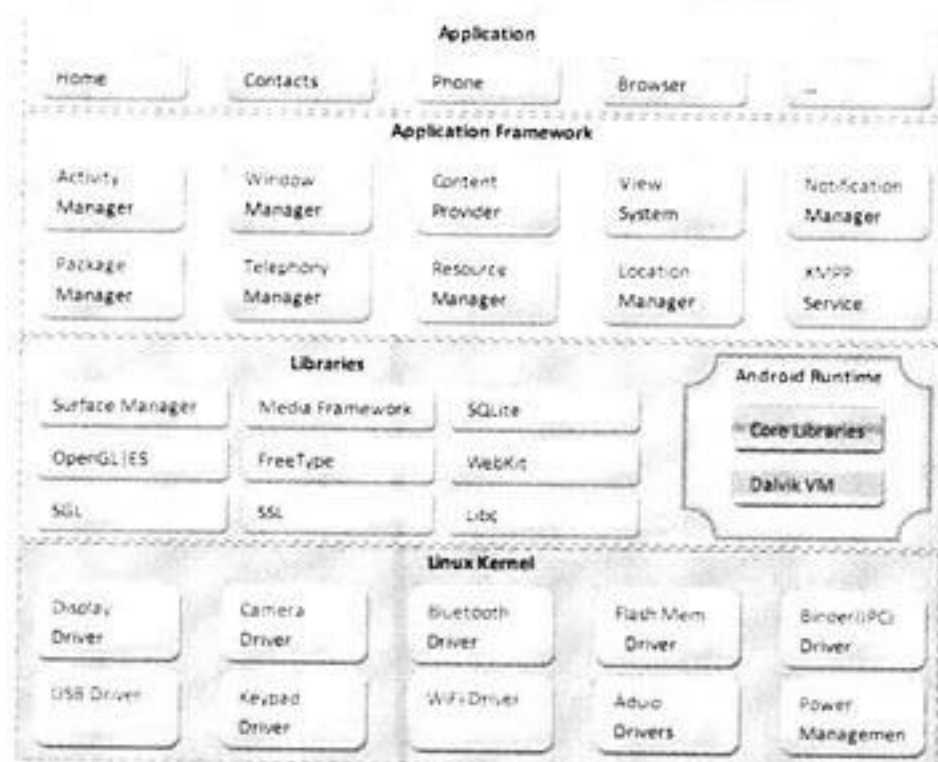 Application
Home Contacts Phone Browser ...
Application Framework
Activity Window Content View Notification
Manager Manager Provider System Manager
Package Telephony Resource Location XMPP
Manager Manager Manager Manager Service
Libraries
Android Runtime
Surface Manager Media Framework SQLite
Core Libraries
OpenGL|ES FreeType WebKit
Dalvik VM
SGL SSL Libc
Linux Kernel
Display Camera Bluetooth Flash Mem Binder(IPC)
Driver Driver Driver Driver Driver
USB Driver Keypad WiFi Driver Aduio Power
Driver Drivers Managemen